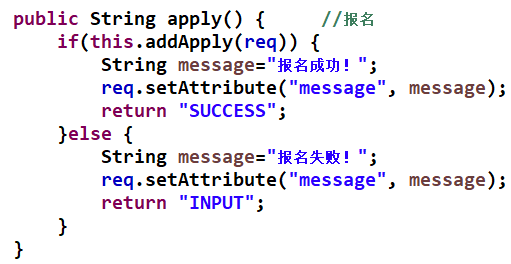 public String apply() {     //报名
    if(this.addApply(req)) {
        String message="报名成功！";
        req.setAttribute("message", message);
        return "SUCCESS";
    }else {
        String message="报名失败！";
        req.setAttribute("message", message);
        return "INPUT";
    }
}